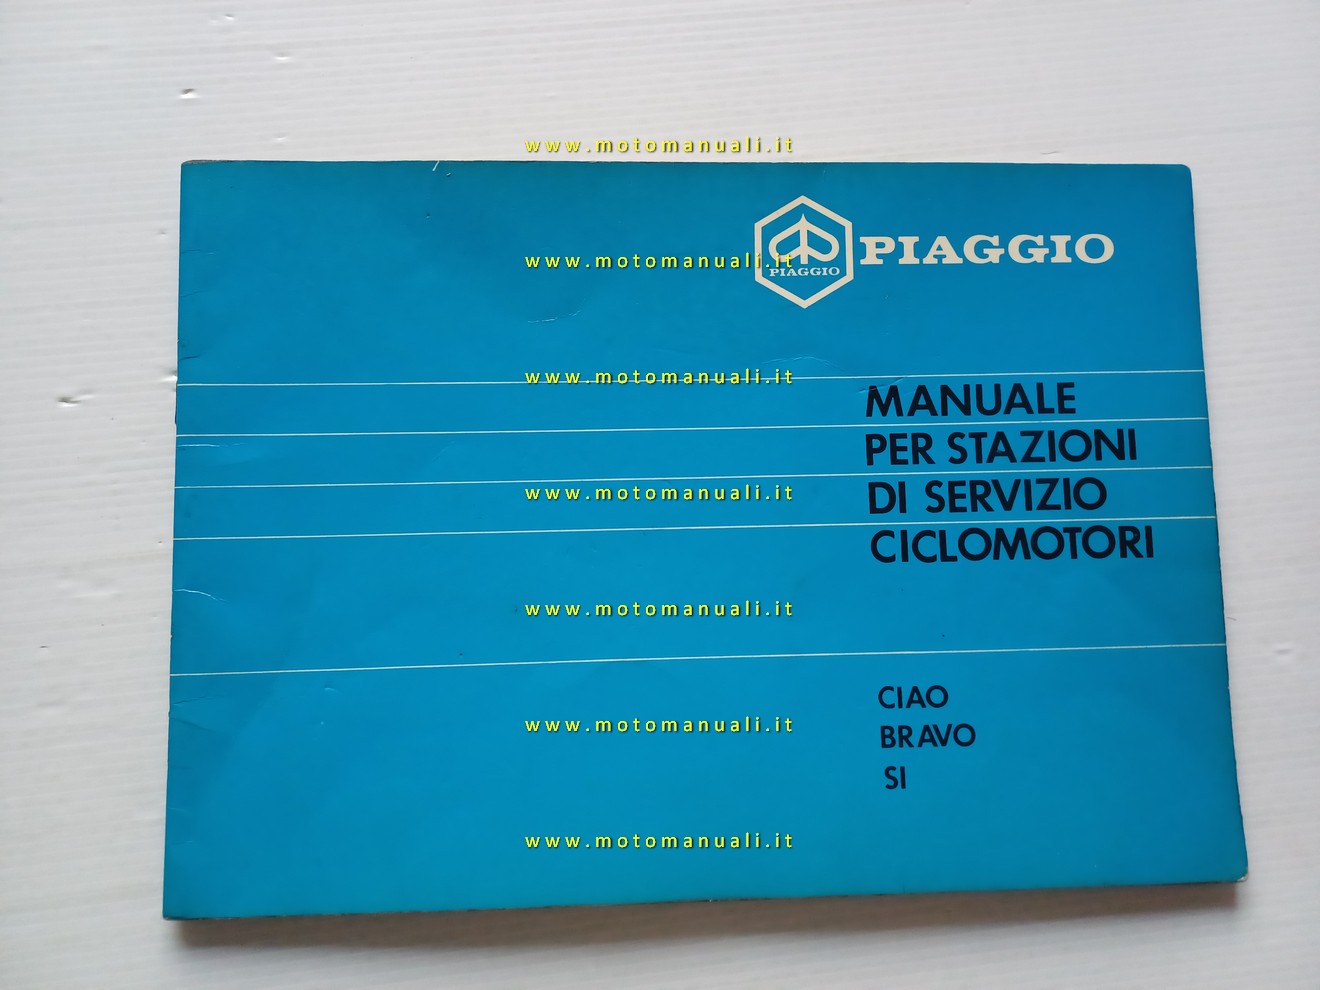 www.motomanuali.it
www.motomanuali.it
PIAGGIO
PIAGGIO
www.motomanuali.it
MANUALE
PER STAZIONI
www.motomanuali.it
DI SERVIZIO
CICLOMOTORI
www.motomanuali.it
CIAO
www.motomanuali.it
BRAVO
SI
www.motomanuali.it